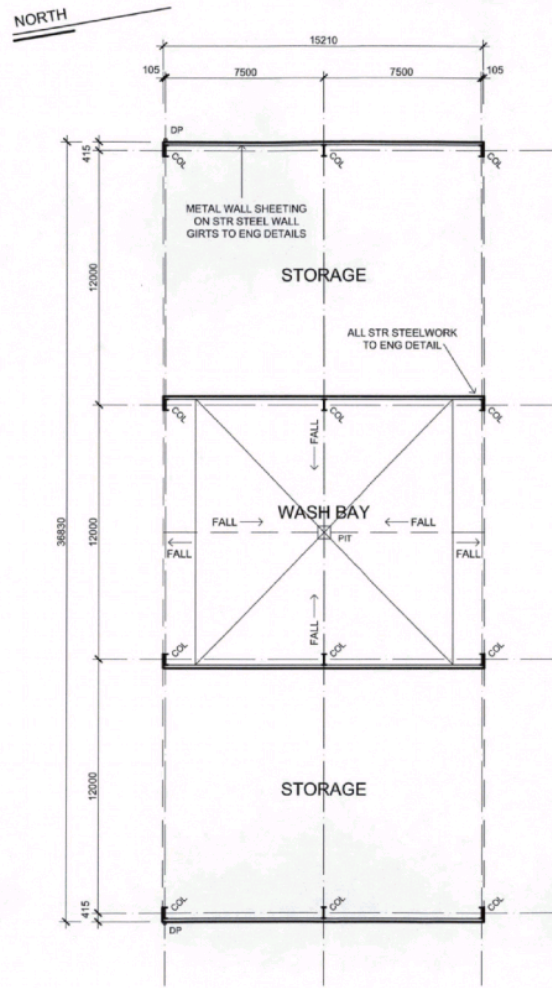 NORTH
15210
105
7500
7500
105
DP
415
COL
COL
COL
METAL WALL SHEETING
ON STR STEEL WALL
GIRTS TO ENG DETAILS
STORAGE
12000
ALL STR STEELWORK
TO ENG DETAIL
COL
COL
COL
FALL
36830
12000
WASH BAY
FALL
FALL
PIT
FALL
FALL
FALL
COL
COL
COL
12000
STORAGE
415
COL
COL
COL
DP